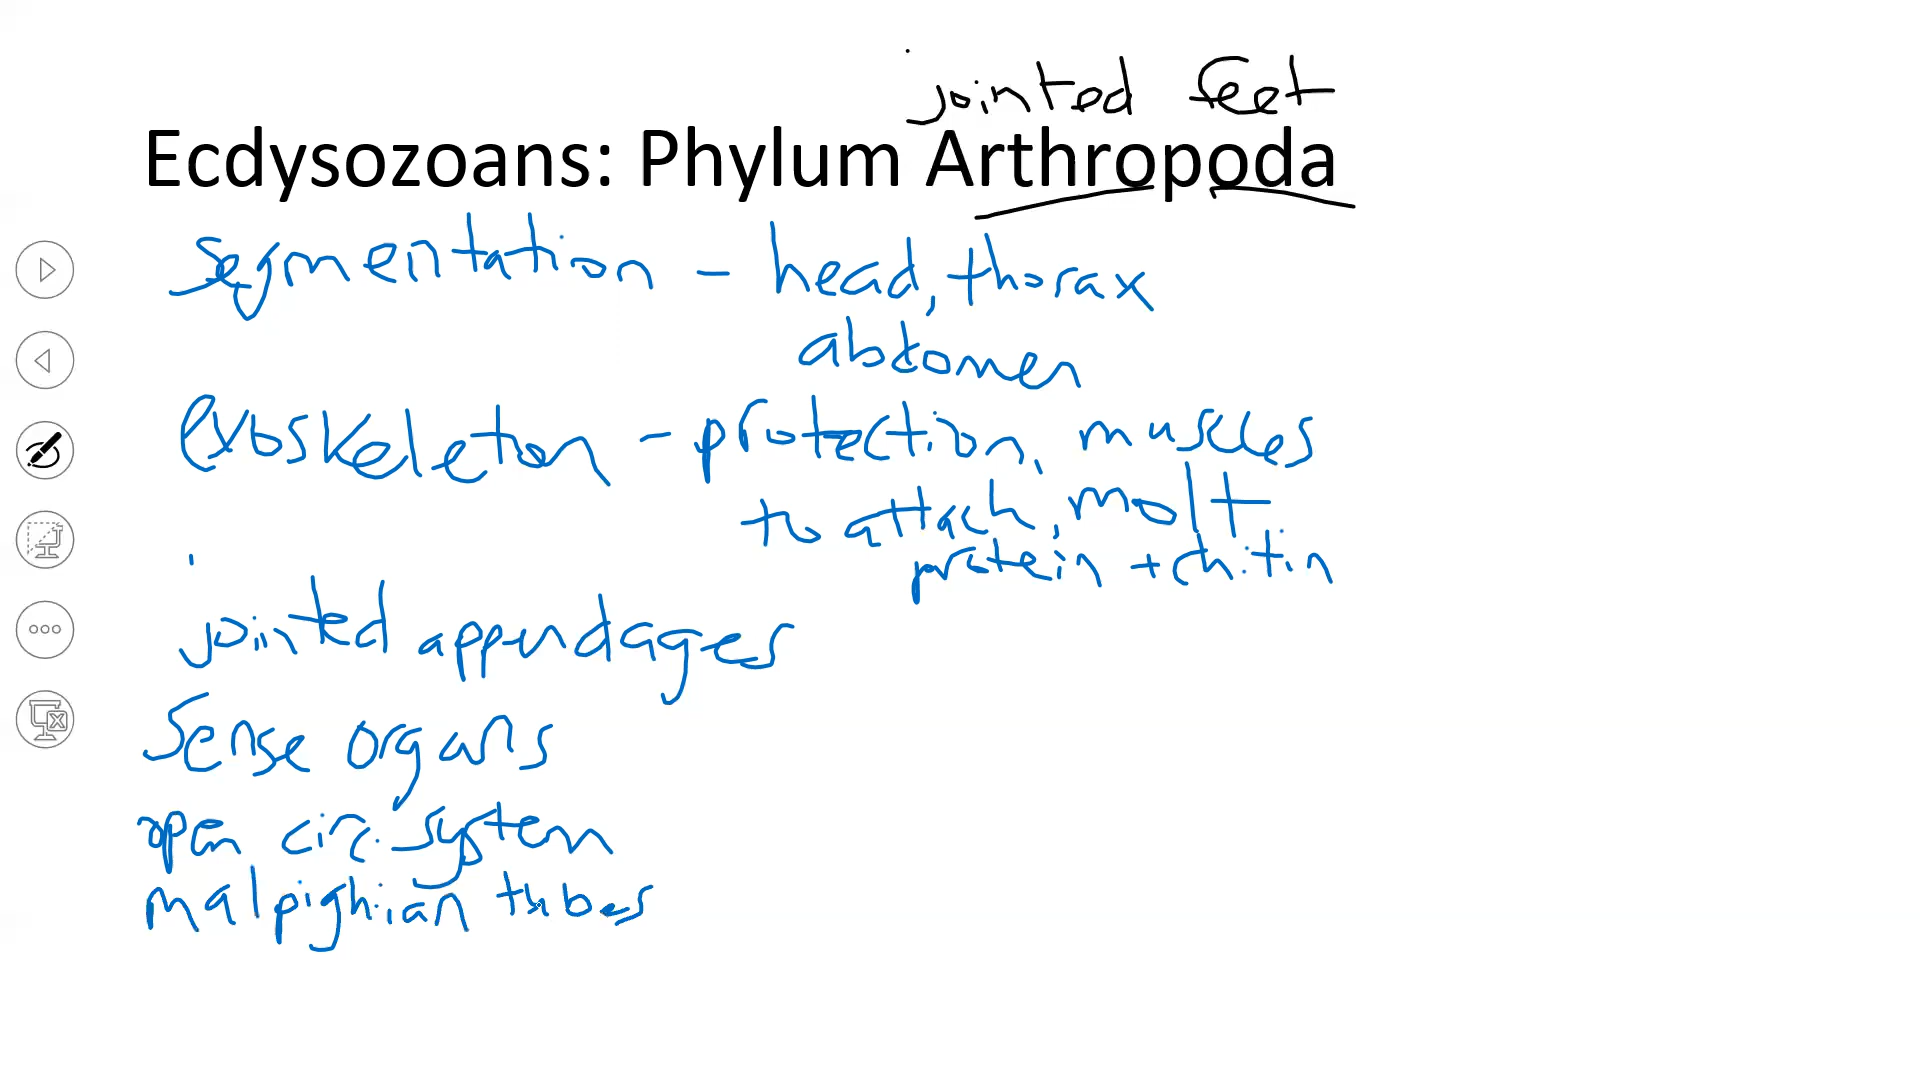 jointed feet
Ecdysozoans: Phylum Arthropoda
segmentation - head, thorax
abdomen
exoskeleton - protection, muscles
to attach, molt
protein + chitin
jointed appendages
Sense organs
open circ. system
malpighian tubes